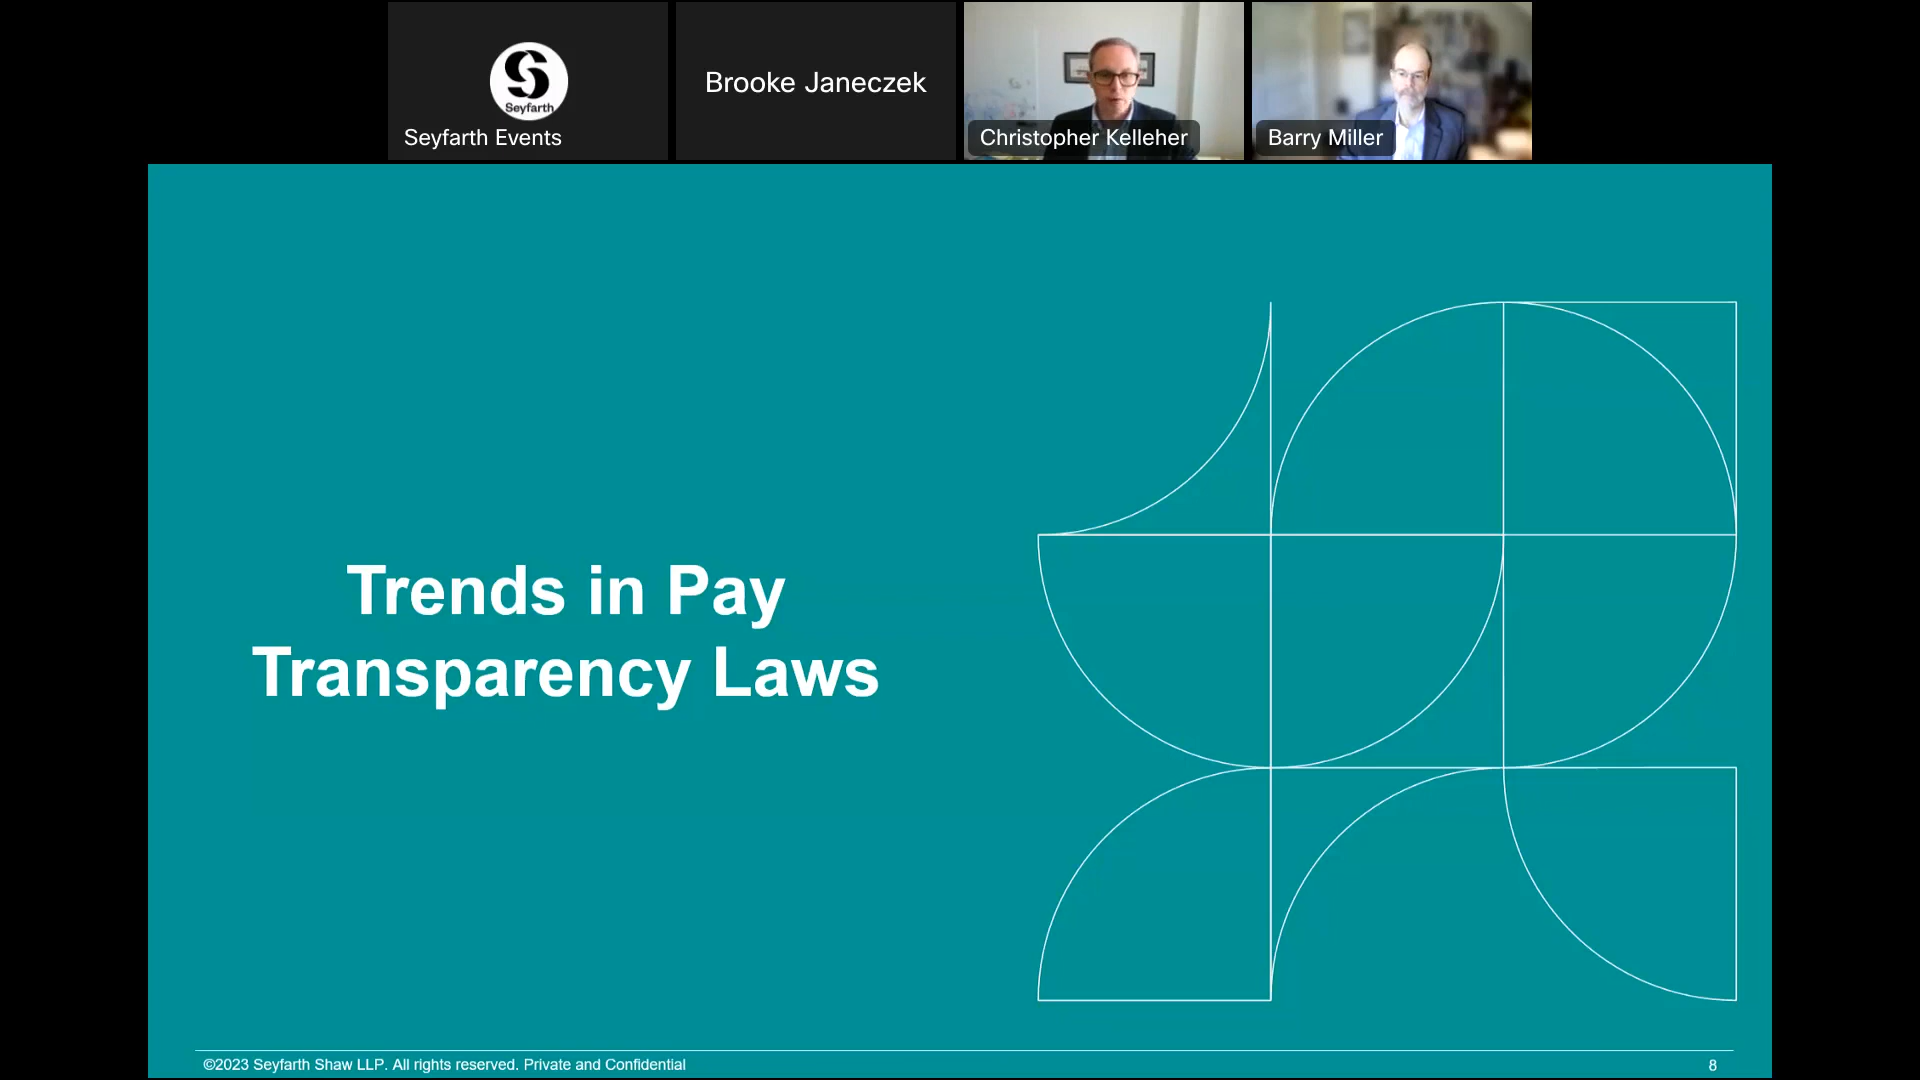 Seyfarth
Seyfarth Events
Brooke Janeczek
Christopher Kelleher
Barry Miller
Trends in Pay
Transparency Laws
©2023 Seyfarth Shaw LLP. All rights reserved. Private and Confidential
8